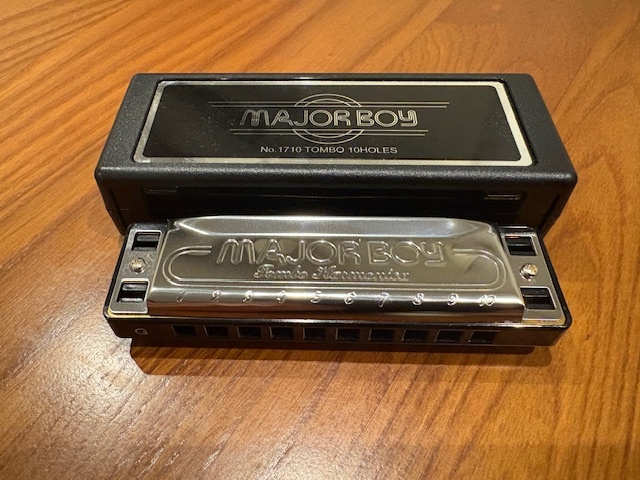 MAJOR BOY
No.1710 TOMBO 10HOLES
MAJOR BOY
Tombo Harmonica
1 2 3 4 5 6 7 8 9 10
G